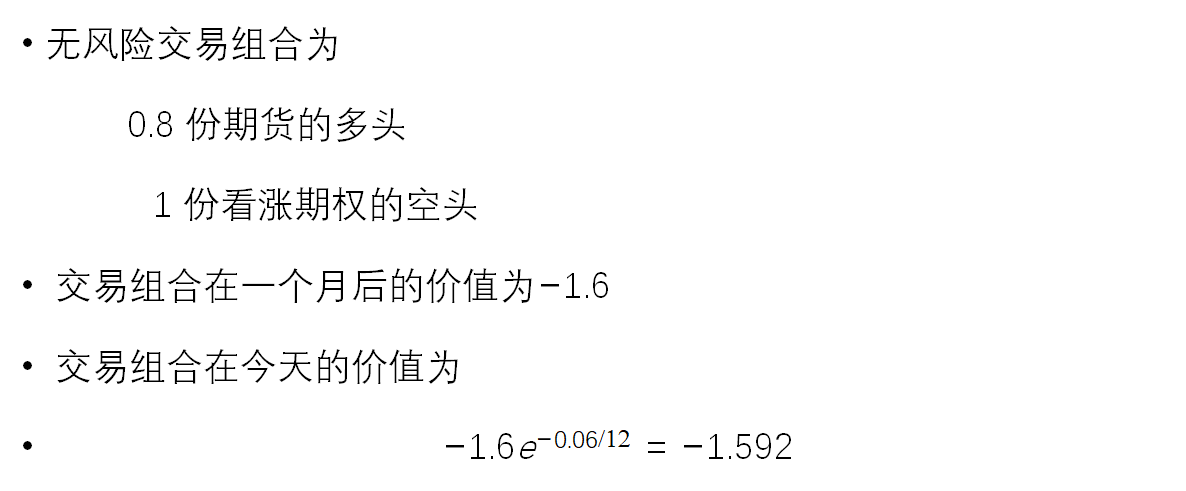 • 无风险交易组合为
0.8 份期货的多头
1 份看涨期权的空头
• 交易组合在一个月后的价值为−1.6
• 交易组合在今天的价值为
• −1.6e^−0.06/12 = −1.592